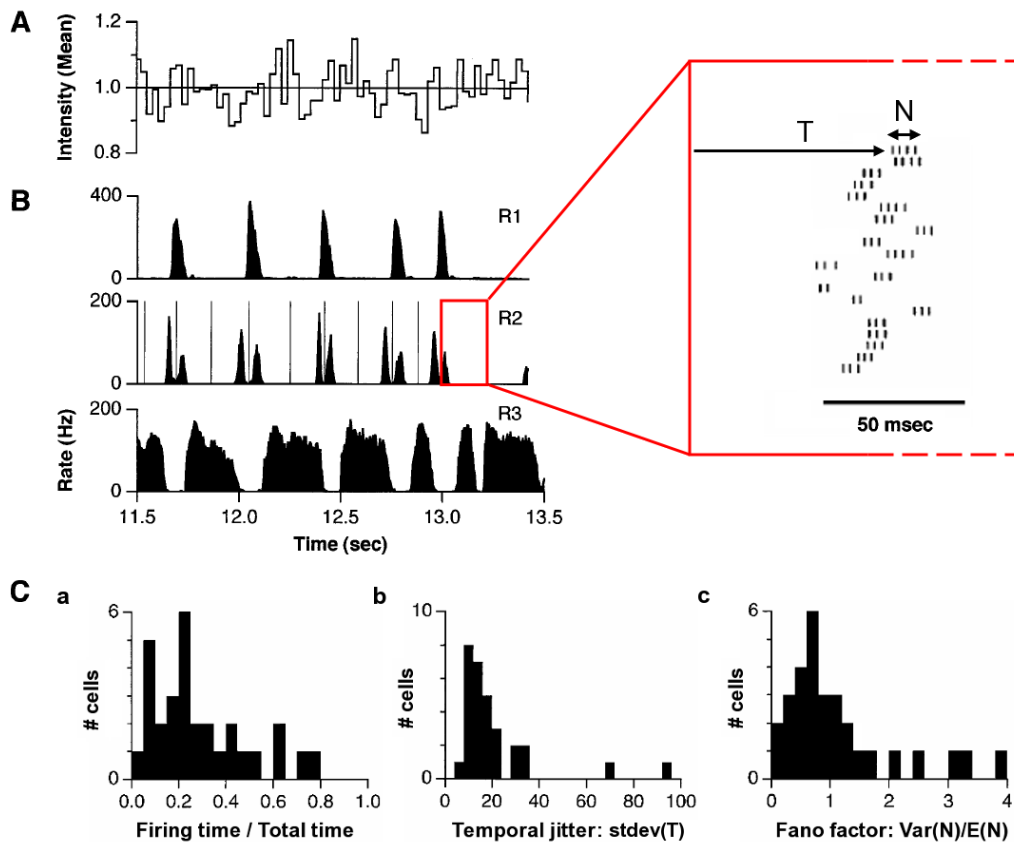 A
Intensity (Mean)
1.2
1.0
0.8
T
N
50 msec
B
400
0
R1
200
0
R2
Rate (Hz)
200
0
R3
11.5 12.0 12.5 13.0 13.5
Time (sec)
C
a
# cells
6
0
0.0 0.2 0.4 0.6 0.8 1.0
Firing time / Total time
b
# cells
10
5
0
0 20 40 60 80 100
Temporal jitter: stdev(T)
c
# cells
6
0
0 1 2 3 4
Fano factor: Var(N)/E(N)